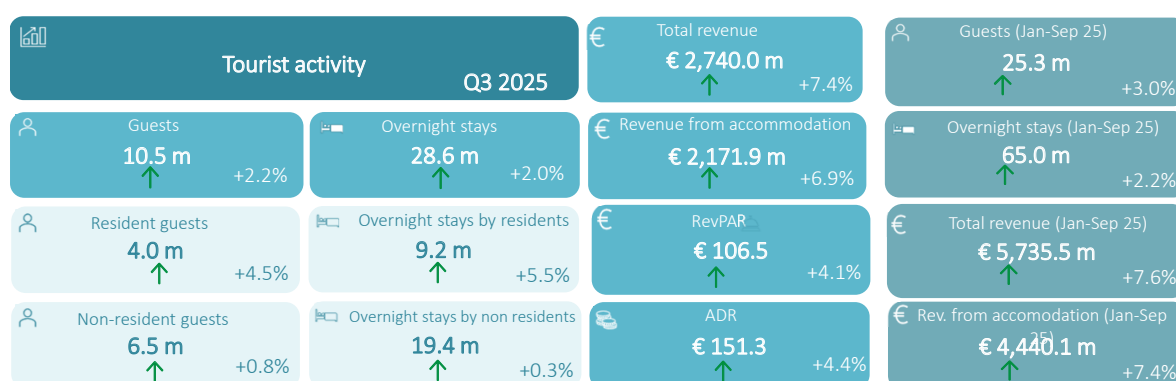 Tourist activity
Q3 2025
Total revenue
€ 2,740.0 m
+7.4%
Guests (Jan-Sep 25)
25.3 m
+3.0%
Guests
10.5 m
+2.2%
Overnight stays
28.6 m
+2.0%
Revenue from accommodation
€ 2,171.9 m
+6.9%
Overnight stays (Jan-Sep 25)
65.0 m
+2.2%
Resident guests
4.0 m
+4.5%
Overnight stays by residents
9.2 m
+5.5%
RevPAR
€ 106.5
+4.1%
Total revenue (Jan-Sep 25)
€ 5,735.5 m
+7.6%
Non-resident guests
6.5 m
+0.8%
Overnight stays by non residents
19.4 m
+0.3%
ADR
€ 151.3
+4.4%
Rev. from accomodation (Jan-Sep
25)
€ 4,440.1 m
+7.4%